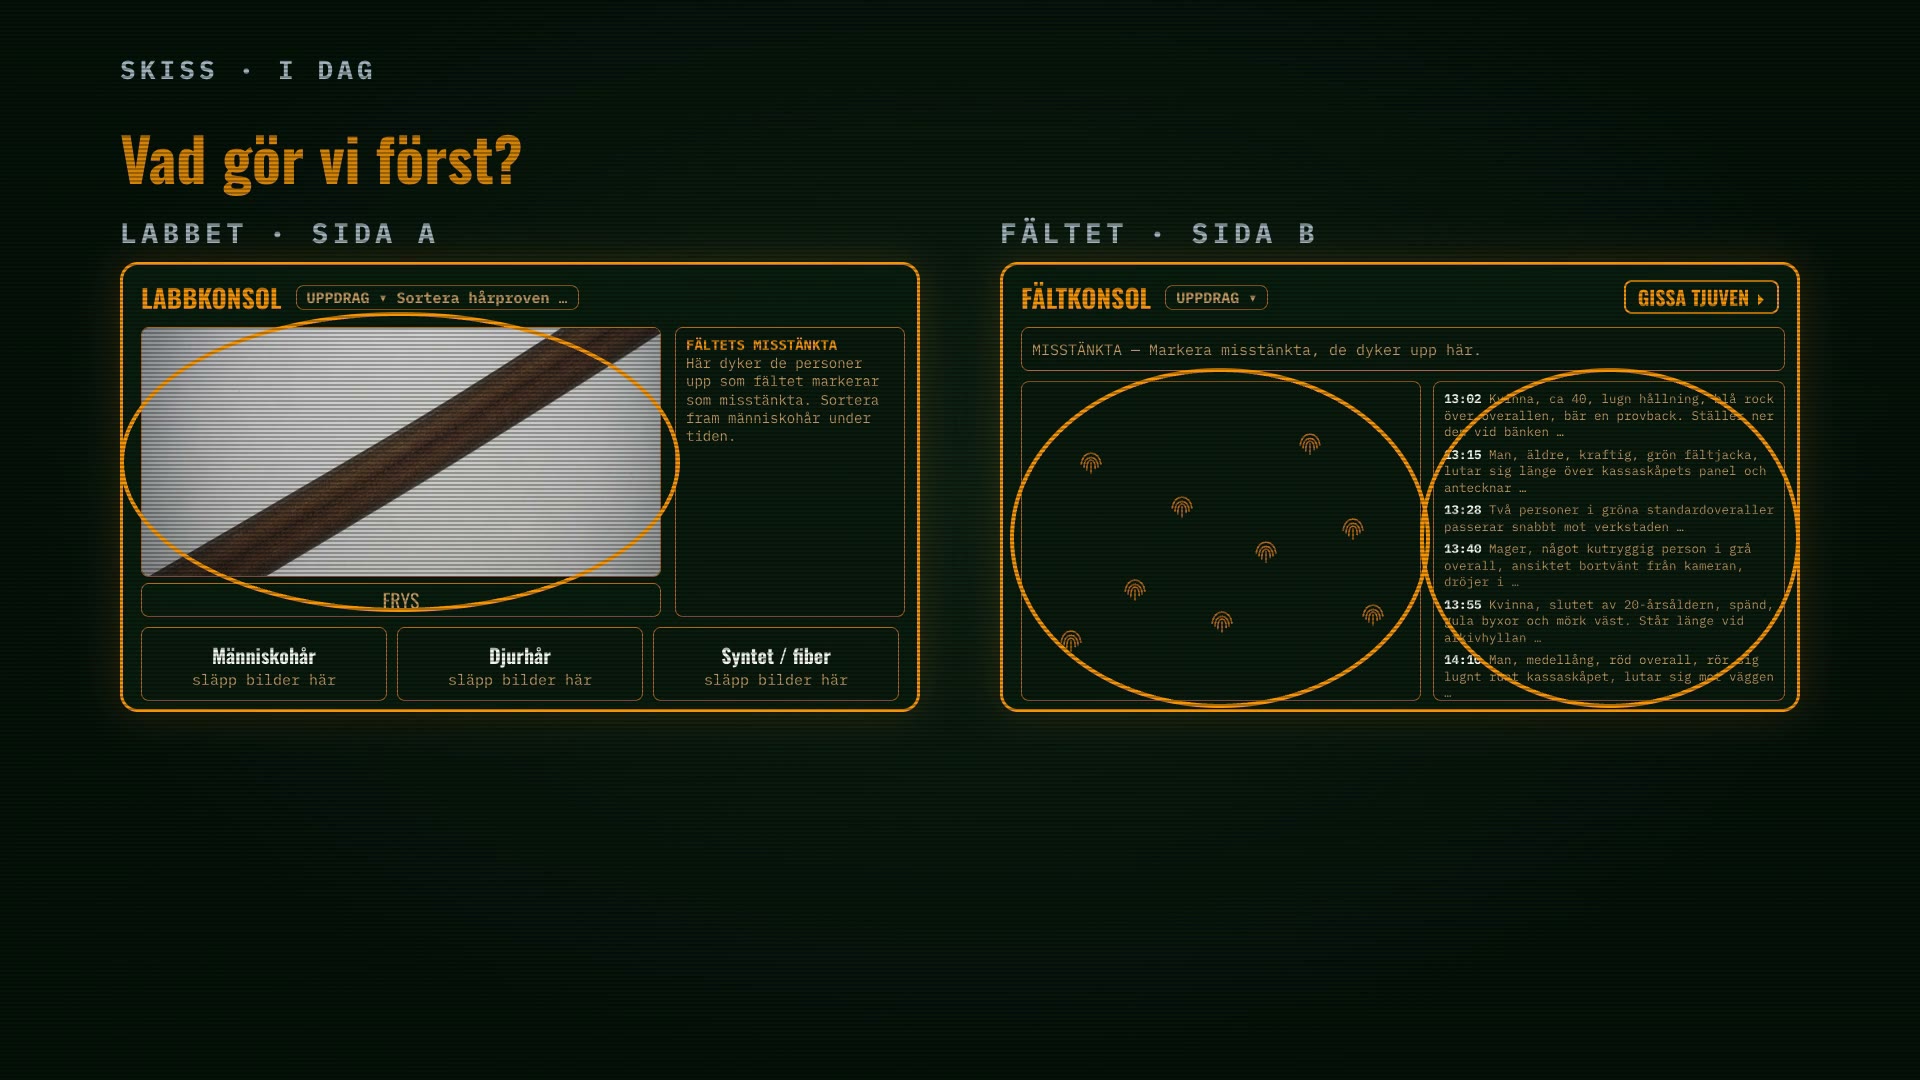 SKISS · I DAG
Vad gör vi först?
LABBET · SIDA A
LABBKONSOL
UPPDRAG ▾ Sortera hårproven …
FÄLTETS MISSTÄNKTA
Här dyker de personer
upp som fältet markerar
som misstänkta. Sortera
fram människohår under
tiden.
FRYS
Människohår
släpp bilder här
Djurhår
släpp bilder här
Syntet / fiber
släpp bilder här
FÄLTET · SIDA B
FÄLTKONSOL
UPPDRAG ▾
GISSA TJUVEN ▸
MISSTÄNKTA — Markera misstänkta, de dyker upp här.
13:02 Kvinna, ca 40, lugn hållning, blå rock
över overallen, bär en provback. Ställer ner
den vid bänken …
13:15 Man, äldre, kraftig, grön fältjacka,
lutar sig länge över kassaskåpets panel och
antecknar …
13:28 Två personer i gröna standardoveraller
passerar snabbt mot verkstaden …
13:40 Mager, något kutryggig person i grå
overall, ansiktet bortvänt från kameran,
dröjer i …
13:55 Kvinna, slutet av 20-årsåldern, spänd,
gula byxor och mörk väst. Står länge vid
arkivhyllan …
14:10 Man, medellång, röd overall, rör sig
lugnt runt kassaskåpet, lutar sig mot väggen
…